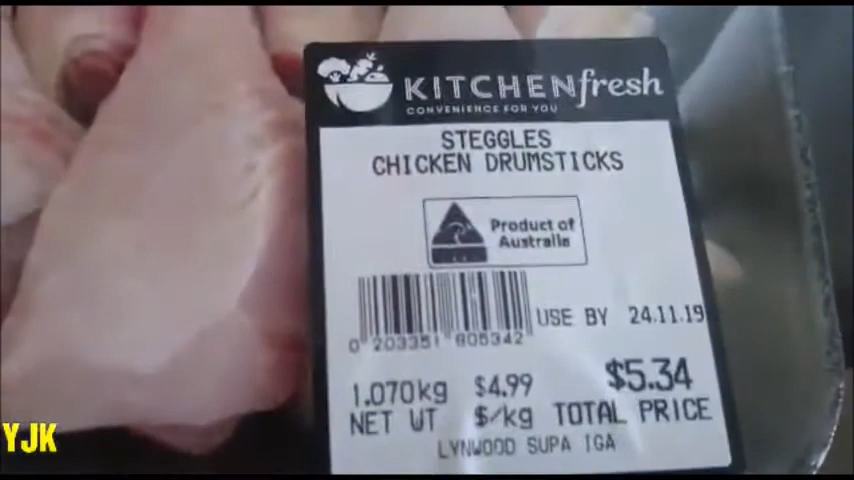 KITCHENfresh
CONVENIENCE FOR YOU
STEGGLES
CHICKEN DRUMSTICKS
Product of
Australia
USE BY 24.11.19
0 203351 805342
1.070kg $4.99 $5.34
NET WT $/kg TOTAL PRICE
LYNWOOD SUPA IGA
YJK